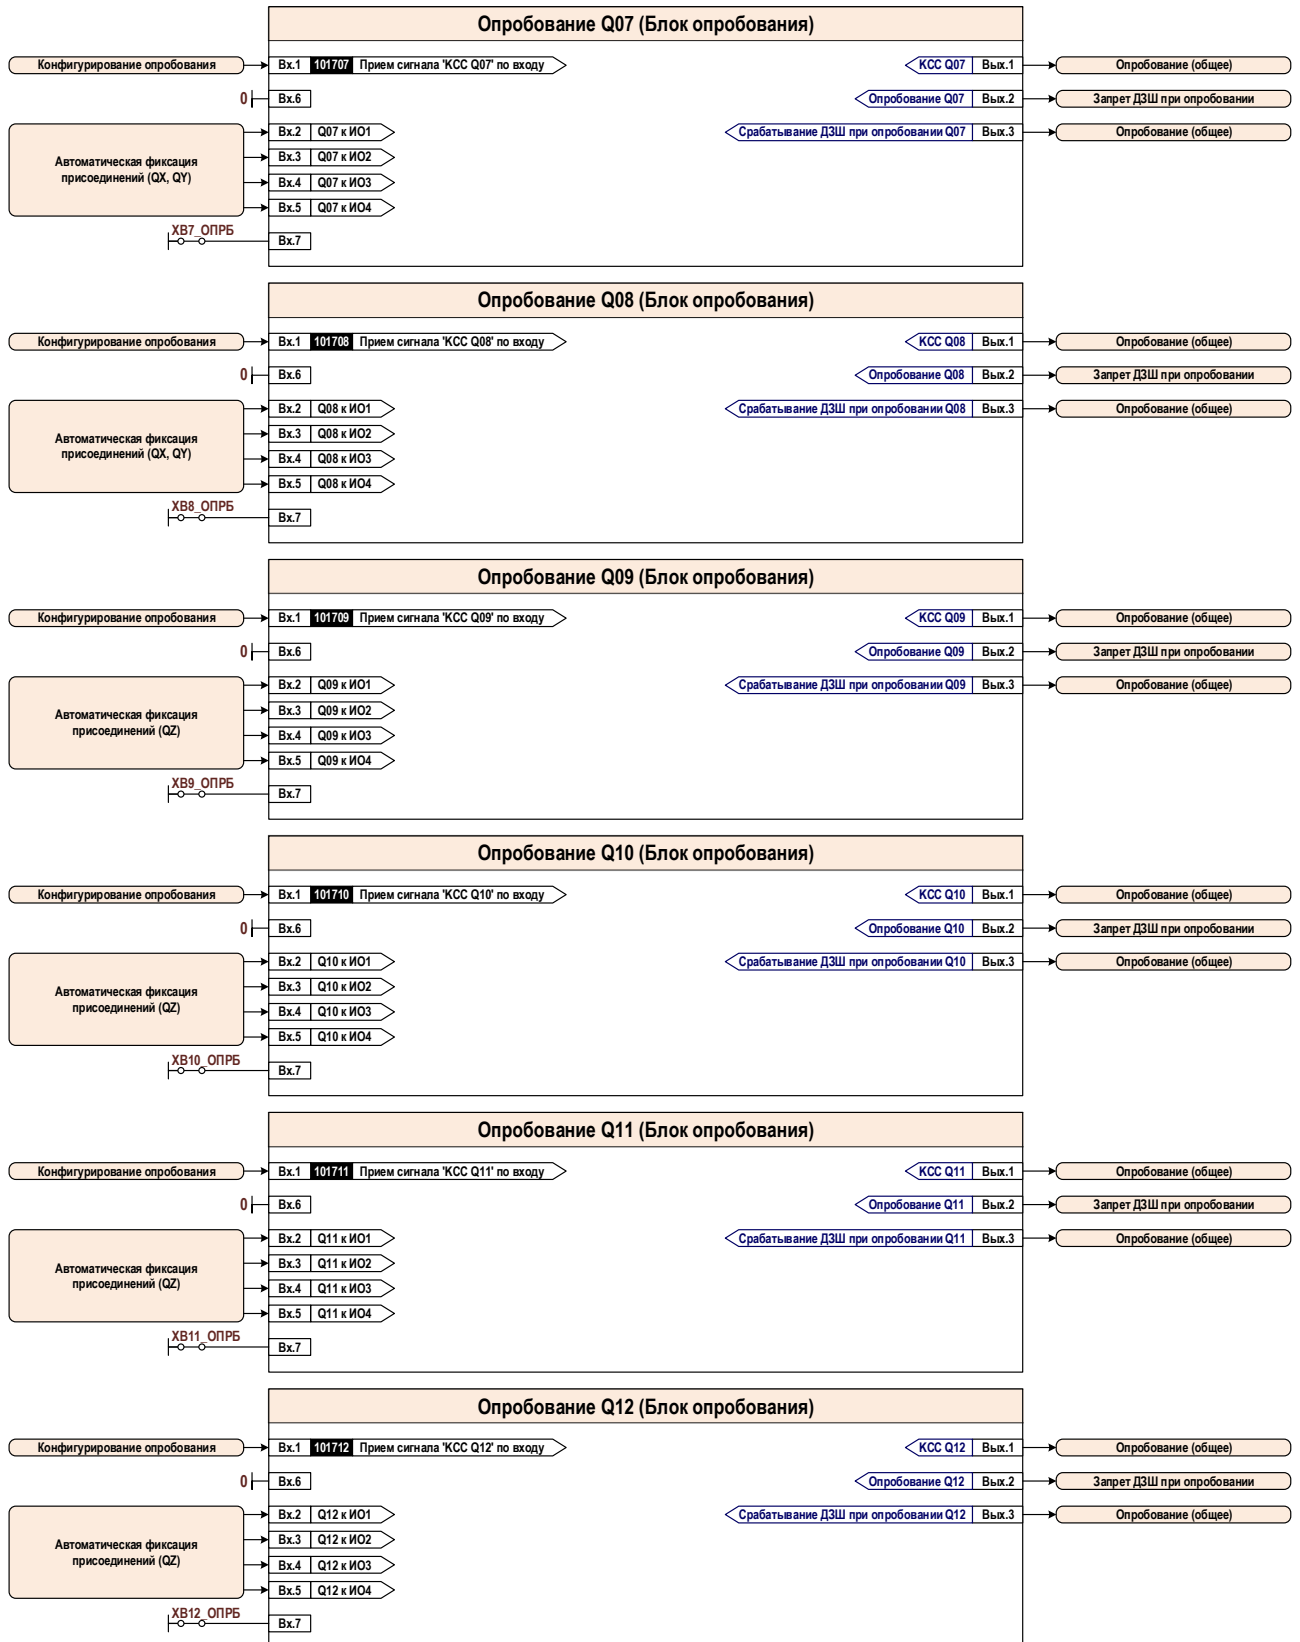 Опробование Q07 (Блок опробования)
Конфигурирование опробования Вх.1 101707 Прием сигнала 'КСС Q07' по входу КСС Q07 Вых.1 Опробование (общее)
0 Вх.6 Опробование Q07 Вых.2 Запрет ДЗШ при опробовании
Вх.2 Q07 к ИО1 Срабатывание ДЗШ при опробовании Q07 Вых.3 Опробование (общее)
Автоматическая фиксация
присоединений (QX, QY)
Вх.3 Q07 к ИО2
Вх.4 Q07 к ИО3
Вх.5 Q07 к ИО4
XB7_ОПРБ
Вх.7
Опробование Q08 (Блок опробования)
Конфигурирование опробования Вх.1 101708 Прием сигнала 'КСС Q08' по входу КСС Q08 Вых.1 Опробование (общее)
0 Вх.6 Опробование Q08 Вых.2 Запрет ДЗШ при опробовании
Вх.2 Q08 к ИО1 Срабатывание ДЗШ при опробовании Q08 Вых.3 Опробование (общее)
Автоматическая фиксация
присоединений (QX, QY)
Вх.3 Q08 к ИО2
Вх.4 Q08 к ИО3
Вх.5 Q08 к ИО4
XB8_ОПРБ
Вх.7
Опробование Q09 (Блок опробования)
Конфигурирование опробования Вх.1 101709 Прием сигнала 'КСС Q09' по входу КСС Q09 Вых.1 Опробование (общее)
0 Вх.6 Опробование Q09 Вых.2 Запрет ДЗШ при опробовании
Вх.2 Q09 к ИО1 Срабатывание ДЗШ при опробовании Q09 Вых.3 Опробование (общее)
Автоматическая фиксация
присоединений (QZ)
Вх.3 Q09 к ИО2
Вх.4 Q09 к ИО3
Вх.5 Q09 к ИО4
XB9_ОПРБ
Вх.7
Опробование Q10 (Блок опробования)
Конфигурирование опробования Вх.1 101710 Прием сигнала 'КСС Q10' по входу КСС Q10 Вых.1 Опробование (общее)
0 Вх.6 Опробование Q10 Вых.2 Запрет ДЗШ при опробовании
Вх.2 Q10 к ИО1 Срабатывание ДЗШ при опробовании Q10 Вых.3 Опробование (общее)
Автоматическая фиксация
присоединений (QZ)
Вх.3 Q10 к ИО2
Вх.4 Q10 к ИО3
Вх.5 Q10 к ИО4
XB10_ОПРБ
Вх.7
Опробование Q11 (Блок опробования)
Конфигурирование опробования Вх.1 101711 Прием сигнала 'КСС Q11' по входу КСС Q11 Вых.1 Опробование (общее)
0 Вх.6 Опробование Q11 Вых.2 Запрет ДЗШ при опробовании
Вх.2 Q11 к ИО1 Срабатывание ДЗШ при опробовании Q11 Вых.3 Опробование (общее)
Автоматическая фиксация
присоединений (QZ)
Вх.3 Q11 к ИО2
Вх.4 Q11 к ИО3
Вх.5 Q11 к ИО4
XB11_ОПРБ
Вх.7
Опробование Q12 (Блок опробования)
Конфигурирование опробования Вх.1 101712 Прием сигнала 'КСС Q12' по входу КСС Q12 Вых.1 Опробование (общее)
0 Вх.6 Опробование Q12 Вых.2 Запрет ДЗШ при опробовании
Вх.2 Q12 к ИО1 Срабатывание ДЗШ при опробовании Q12 Вых.3 Опробование (общее)
Автоматическая фиксация
присоединений (QZ)
Вх.3 Q12 к ИО2
Вх.4 Q12 к ИО3
Вх.5 Q12 к ИО4
XB12_ОПРБ
Вх.7